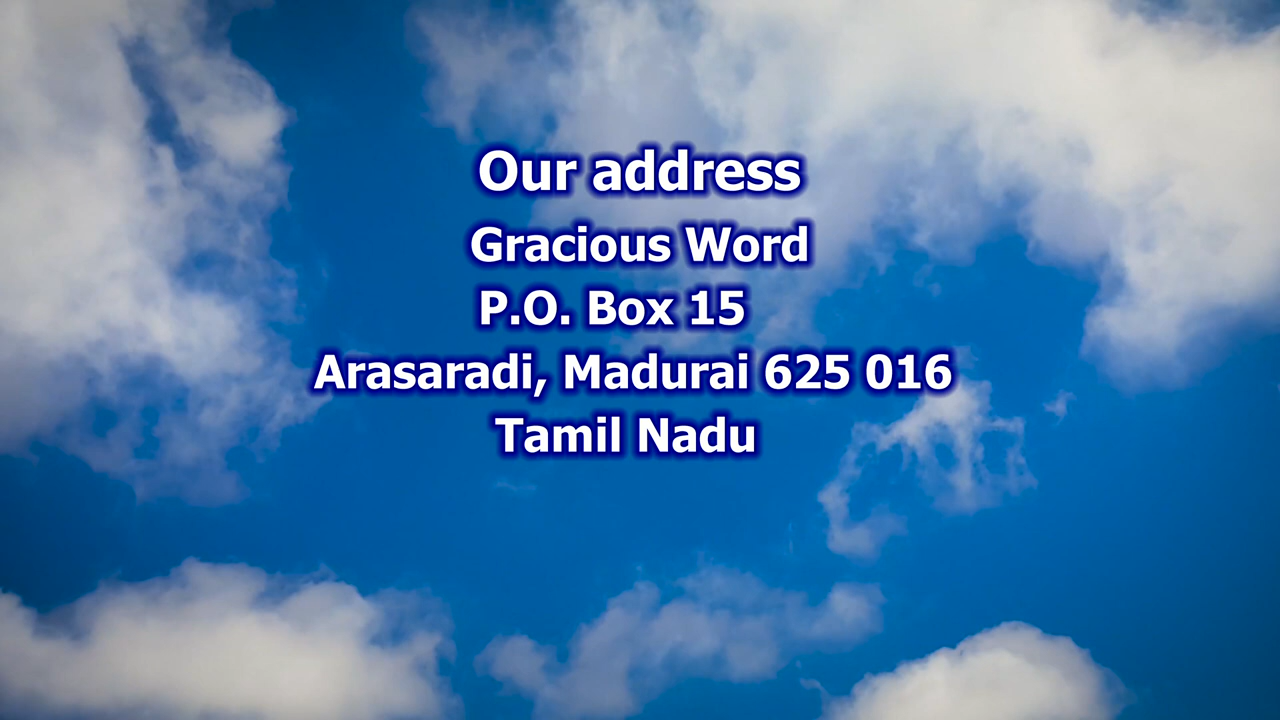 Our address
Gracious Word
P.O. Box 15
Arasaradi, Madurai 625 016
Tamil Nadu